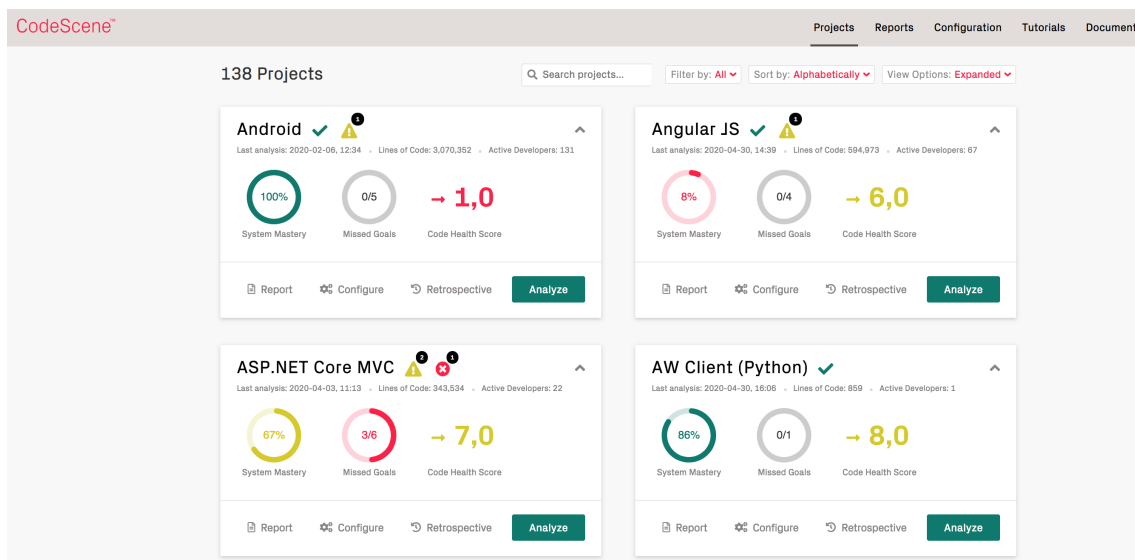 CodeScene™
Projects Reports Configuration Tutorials Document
138 Projects
Search projects...
Filter by: All
Sort by: Alphabetically
View Options: Expanded
Android 1
Last analysis: 2020-02-06, 12:34 Lines of Code: 3,070,352 Active Developers: 131
100% 0/5 → 1,0
System Mastery Missed Goals Code Health Score
Report Configure Retrospective Analyze
Angular JS 1
Last analysis: 2020-04-30, 14:39 Lines of Code: 594,973 Active Developers: 67
8% 0/4 → 6,0
System Mastery Missed Goals Code Health Score
Report Configure Retrospective Analyze
ASP.NET Core MVC 2 1
Last analysis: 2020-04-03, 11:13 Lines of Code: 343,534 Active Developers: 22
67% 3/6 → 7,0
System Mastery Missed Goals Code Health Score
Report Configure Retrospective Analyze
AW Client (Python)
Last analysis: 2020-04-30, 16:06 Lines of Code: 859 Active Developers: 1
86% 0/1 → 8,0
System Mastery Missed Goals Code Health Score
Report Configure Retrospective Analyze